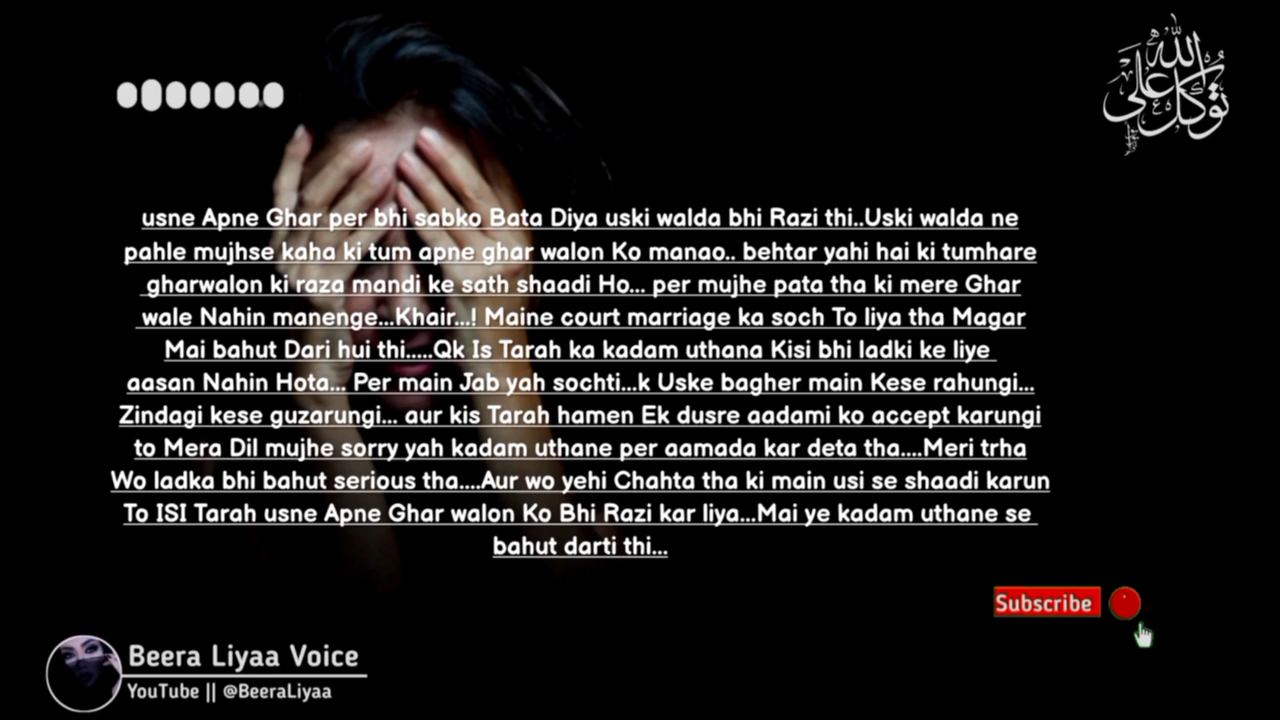 توكل على الله
usne Apne Ghar per bhi sabko Bata Diya uski walda bhi Razi thi..Uski walda ne
pahle mujhse kaha ki tum apne ghar walon Ko manao.. behtar yahi hai ki tumhare
gharwalon ki raza mandi ke sath shaadi Ho... per mujhe pata tha ki mere Ghar
wale Nahin manenge...Khair...! Maine court marriage ka soch To liya tha Magar
Mai bahut Dari hui thi.....Qk Is Tarah ka kadam uthana Kisi bhi ladki ke liye
aasan Nahin Hota... Per main Jab yah sochti...k Uske bagher main Kese rahungi...
Zindagi kese guzarungi... aur kis Tarah hamen Ek dusre aadami ko accept karungi
to Mera Dil mujhe sorry yah kadam uthane per aamada kar deta tha....Meri trha
Wo ladka bhi bahut serious tha....Aur wo yehi Chahta tha ki main usi se shaadi karun
To ISI Tarah usne Apne Ghar walon Ko Bhi Razi kar liya...Mai ye kadam uthane se
bahut darti thi...
Subscribe
Beera Liyaa Voice
YouTube || @BeeraLiyaa